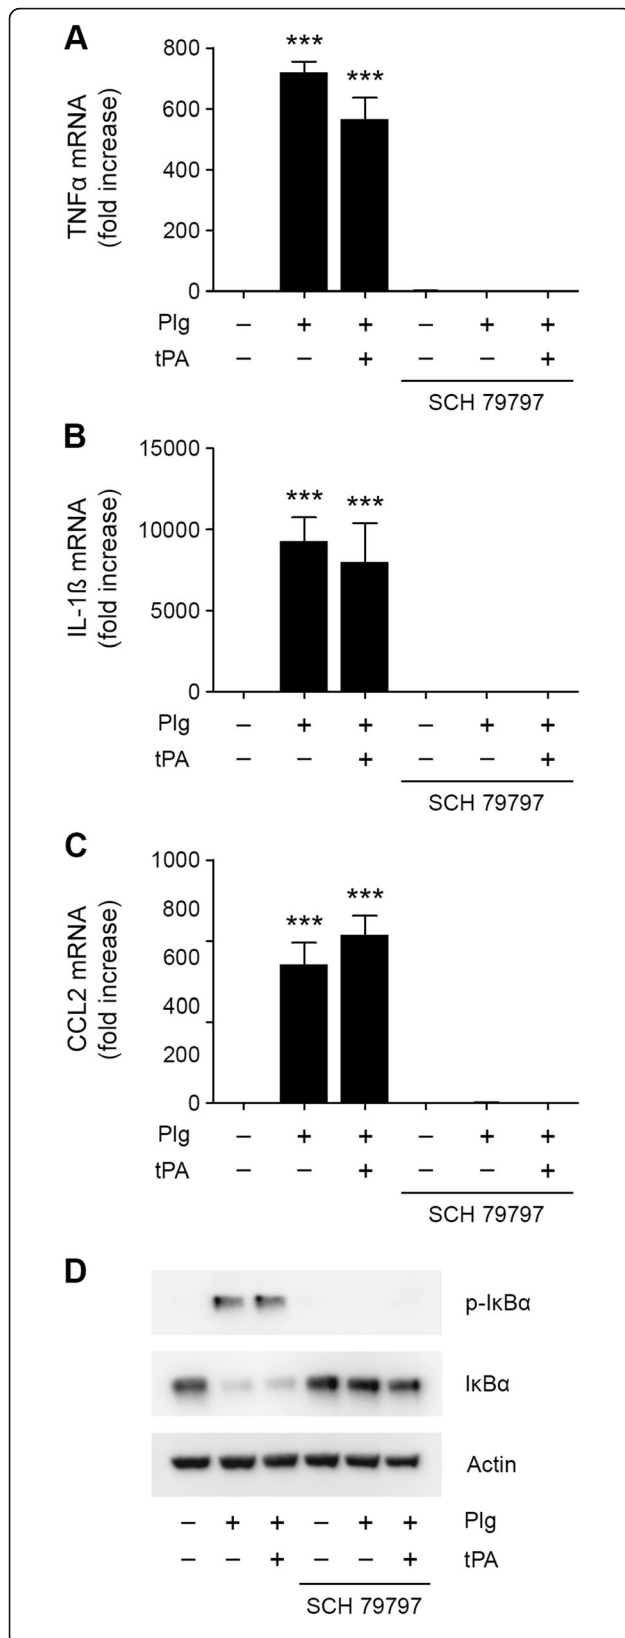 A
TNFα mRNA
(fold increase)
800
600
400
200
0
***
***
Plg – + + – + +
tPA – – + – – +
SCH 79797
B
IL-1ß mRNA
(fold increase)
15000
10000
5000
0
***
***
Plg – + + – + +
tPA – – + – – +
SCH 79797
C
CCL2 mRNA
(fold increase)
1000
800
600
400
200
0
***
***
Plg – + + – + +
tPA – – + – – +
SCH 79797
D
p-IκBα
IκBα
Actin
– + + – + + Plg
– – + – – + tPA
SCH 79797